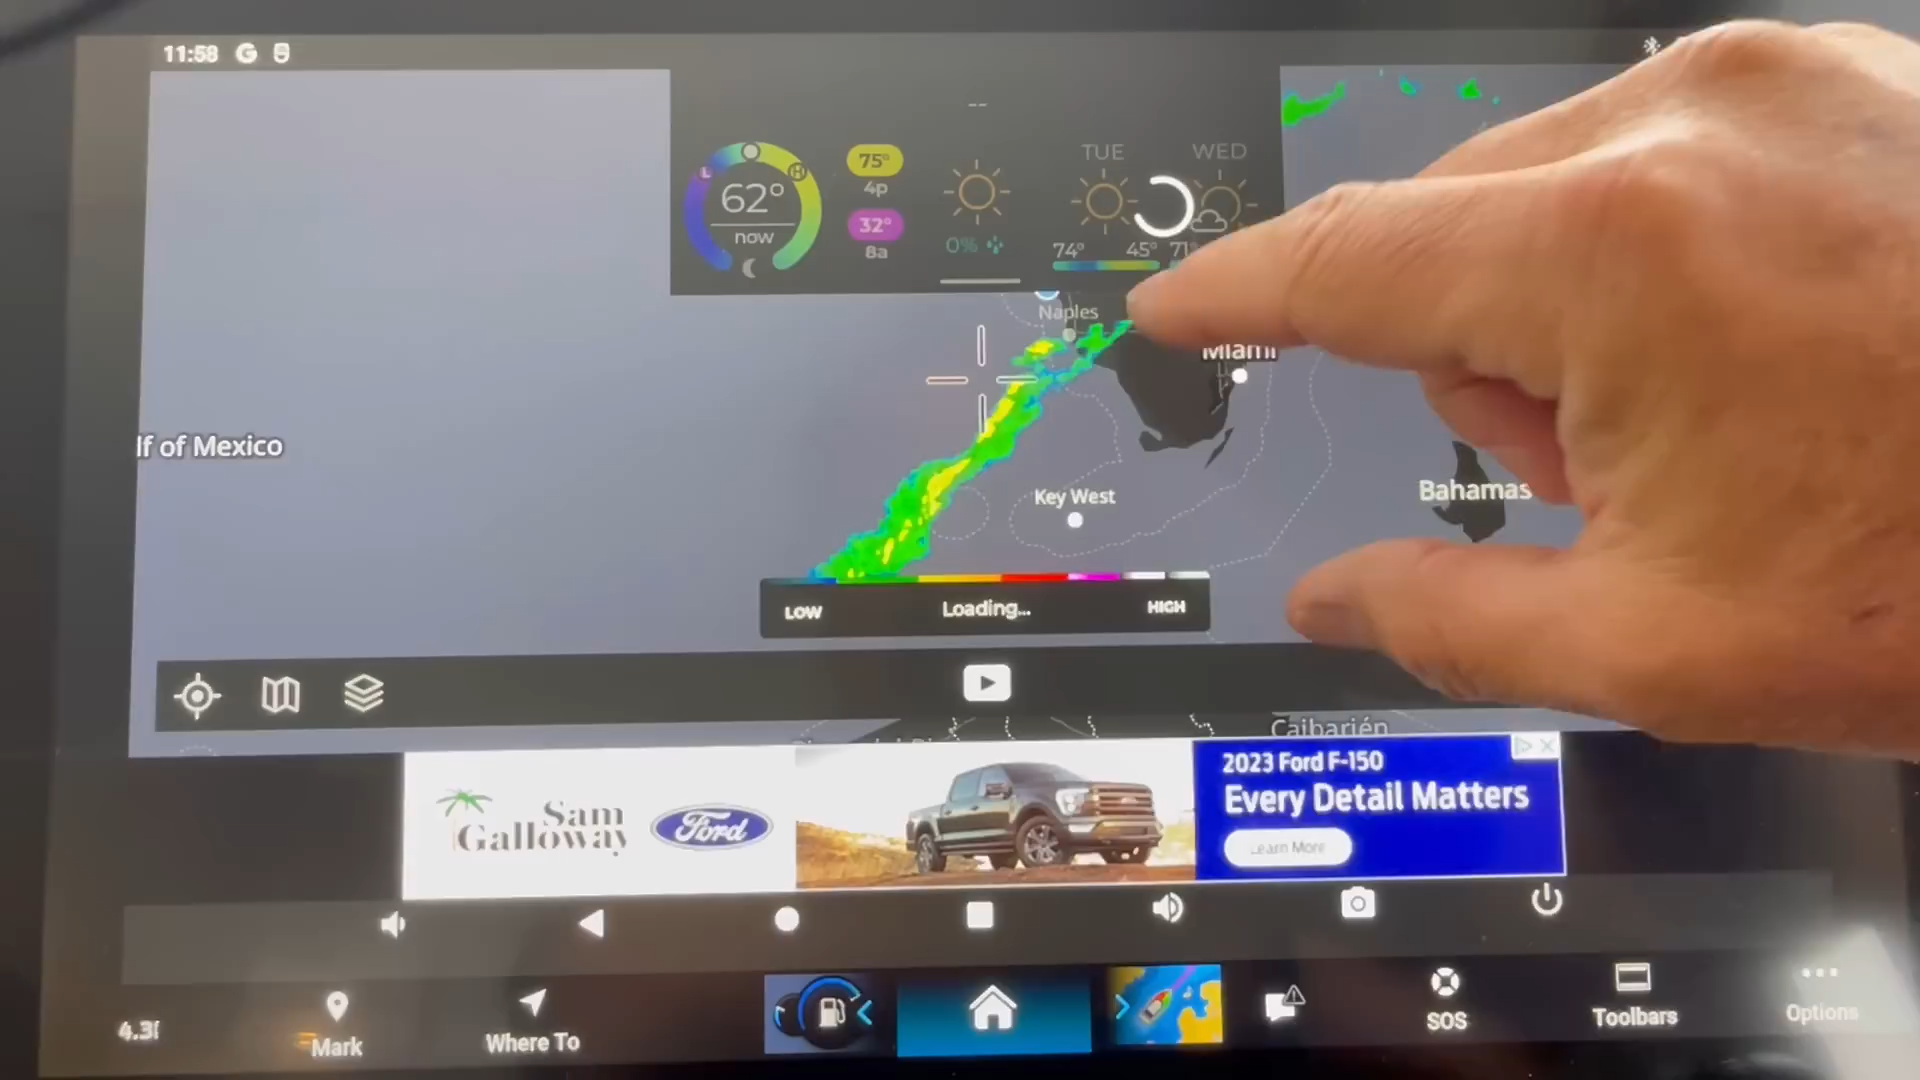 11:58 G
--
62°
now
L
H
75°
4p
32°
8a
0%
TUE
74° 45°
WED
71
Naples
Miami
lf of Mexico
Key West
Bahamas
LOW
Loading...
HIGH
Caibarién
Sam
Galloway
Ford
2023 Ford F-150
Every Detail Matters
Learn More
Mark
Where To
SOS
Toolbars
Options